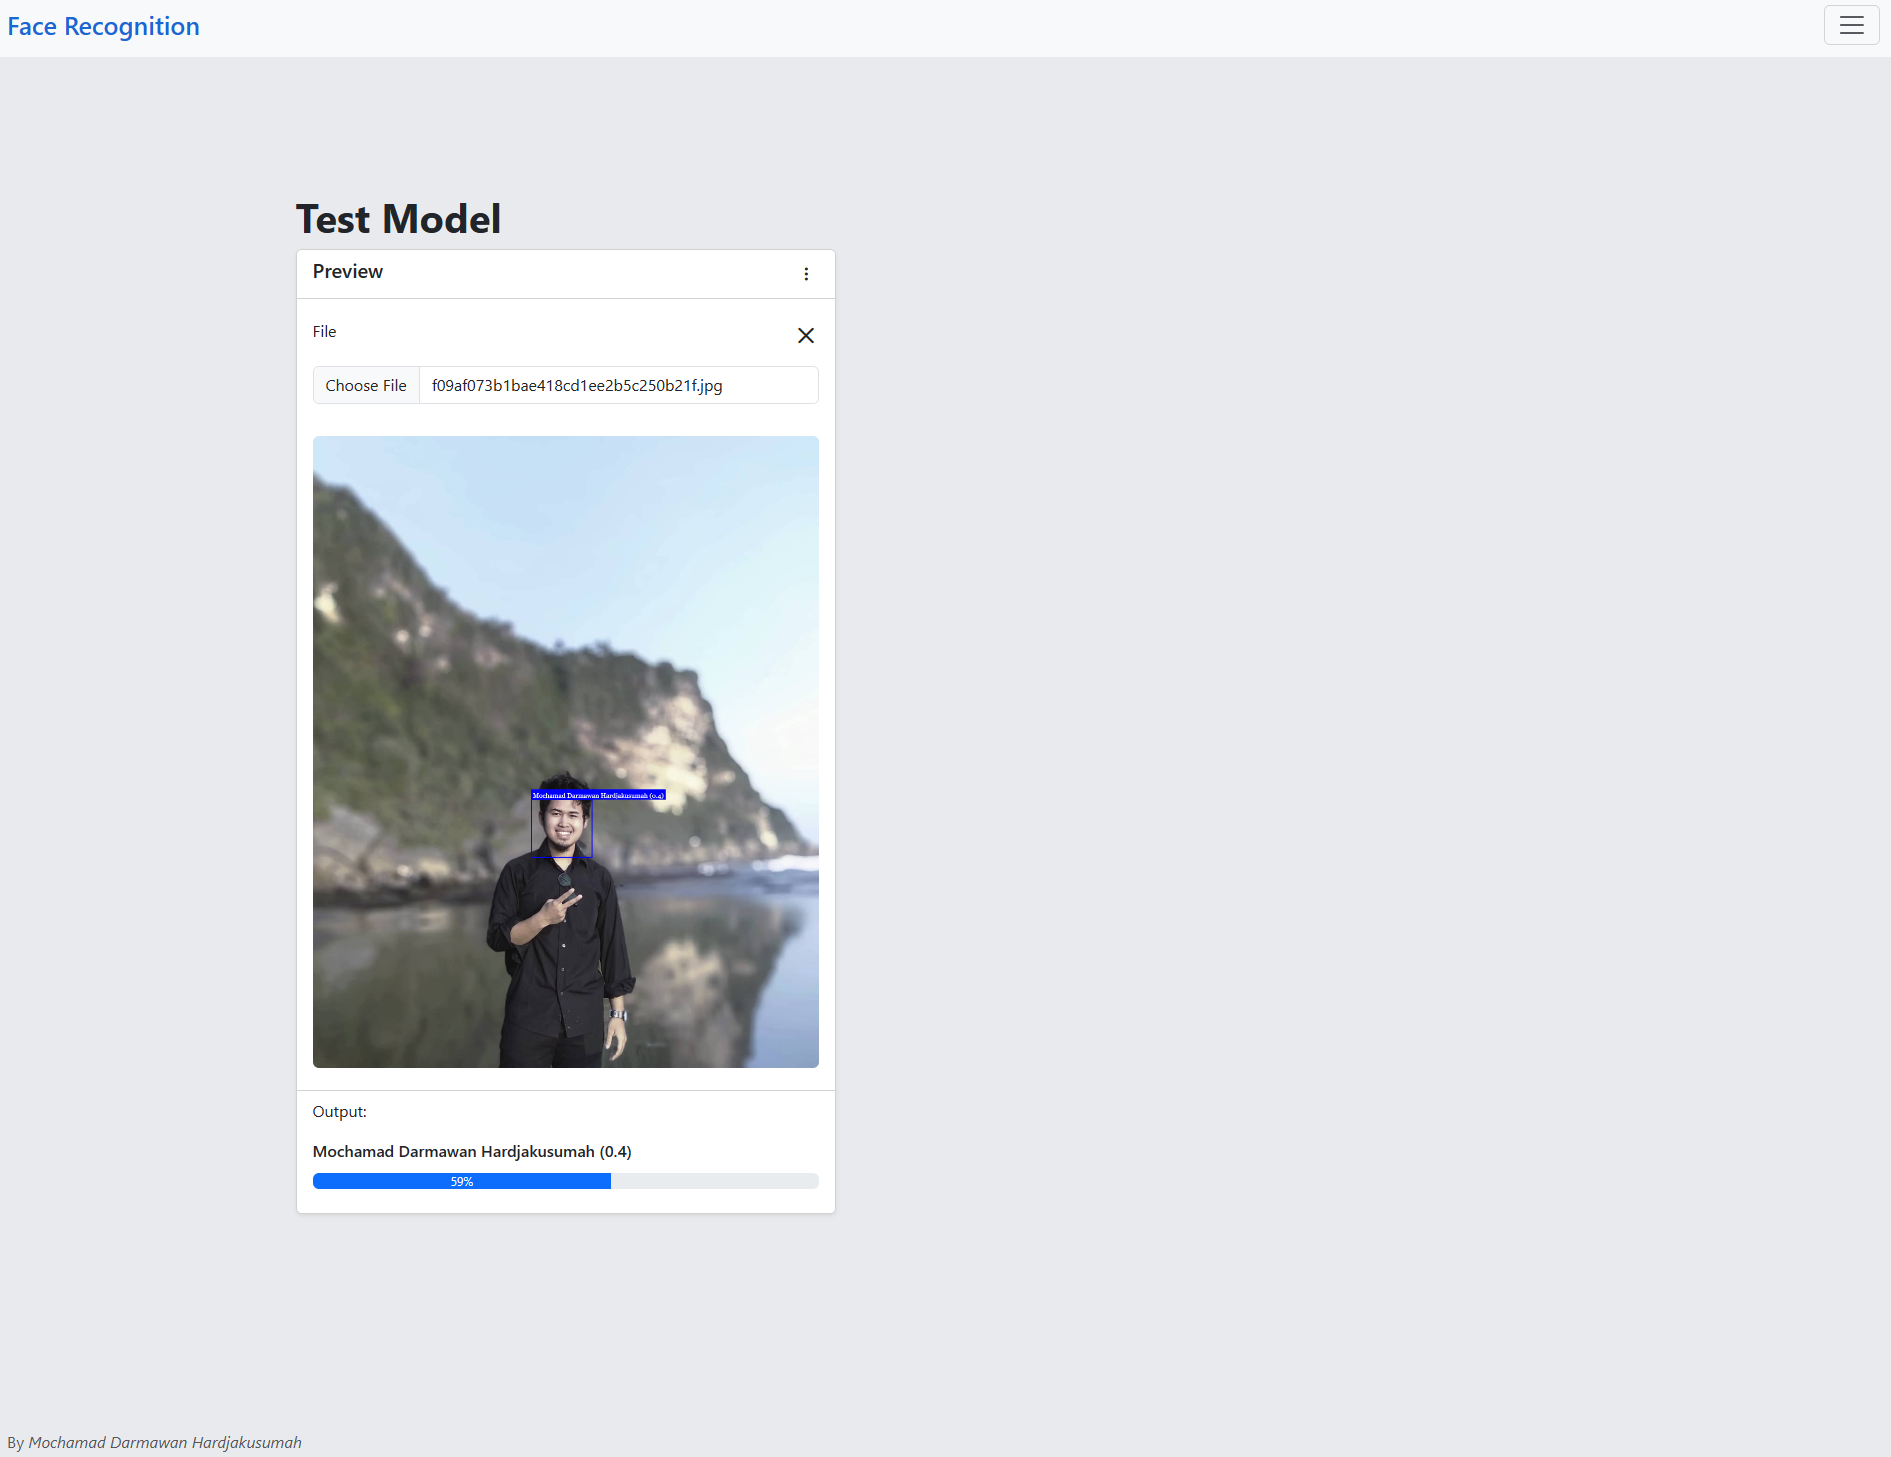 Face Recognition
Test Model
Preview
File
Choose File f09af073b1bae418cd1ee2b5c250b21f.jpg
Mochamad Darmawan Hardjakusumah (0.4)
Output:
Mochamad Darmawan Hardjakusumah (0.4)
59%
By Mochamad Darmawan Hardjakusumah